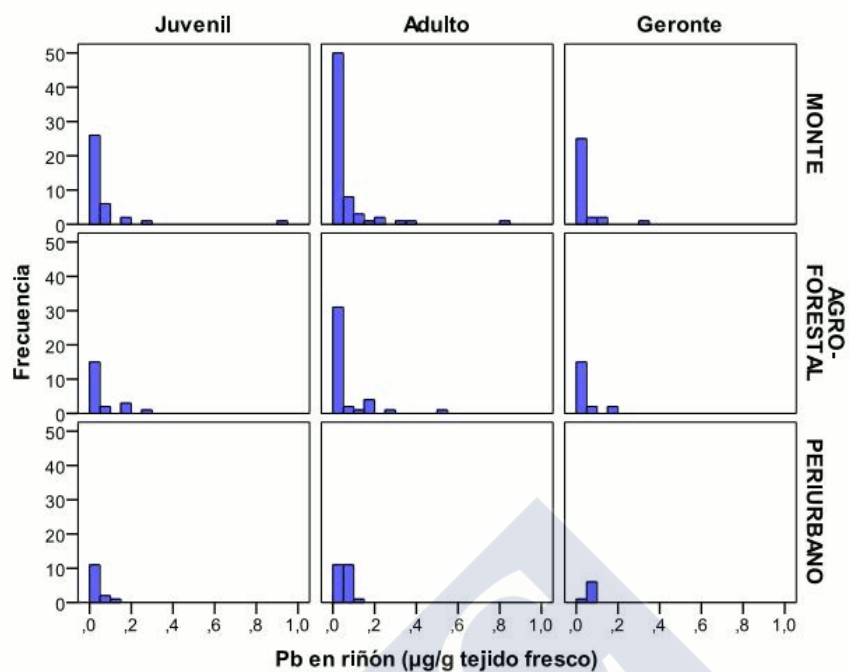 Juvenil Adulto Geronte
50
40
30
20
10
0
MONTE
50
40
30
20
10
0
AGRO-
FORESTAL
50
40
30
20
10
0
PERIURBANO
Frecuencia
,0 ,2 ,4 ,6 ,8 1,0 ,0 ,2 ,4 ,6 ,8 1,0 ,0 ,2 ,4 ,6 ,8 1,0
Pb en riñón (µg/g tejido fresco)